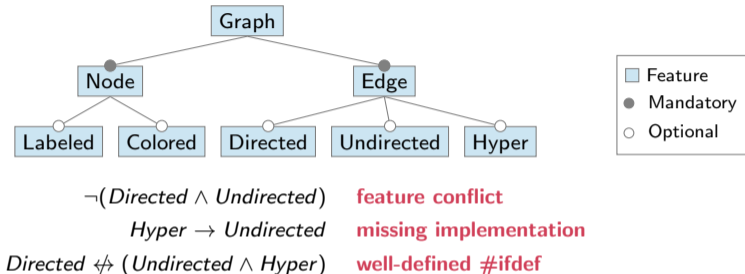 Graph
Node
Edge
Labeled
Colored
Directed
Undirected
Hyper
Feature
Mandatory
Optional
¬(Directed ∧ Undirected) feature conflict
Hyper → Undirected missing implementation
Directed ↮ (Undirected ∧ Hyper) well-defined #ifdef